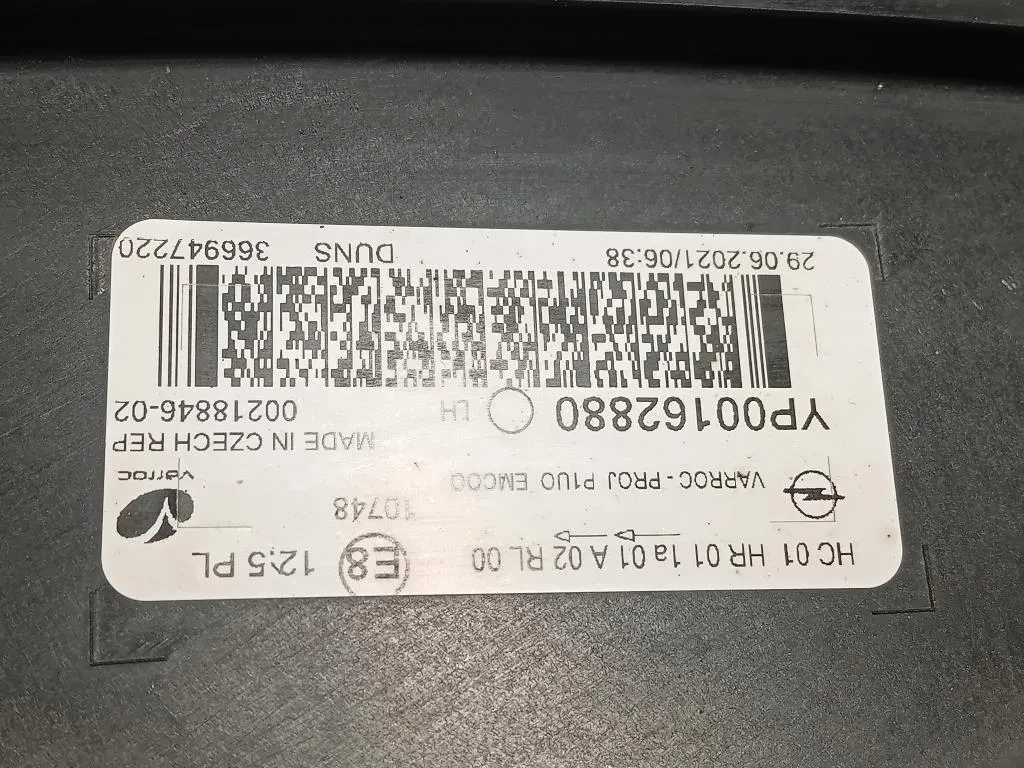 HC 01 HR 01 1a 01 A 02 RL 00 E8 12.5 PL
10748
VARROC - PROJ P1UO EMCOO
varroc
MADE IN CZECH REP
YP00162880 LH 00218846-02
29.06.2021/06:38 DUNS 366947220